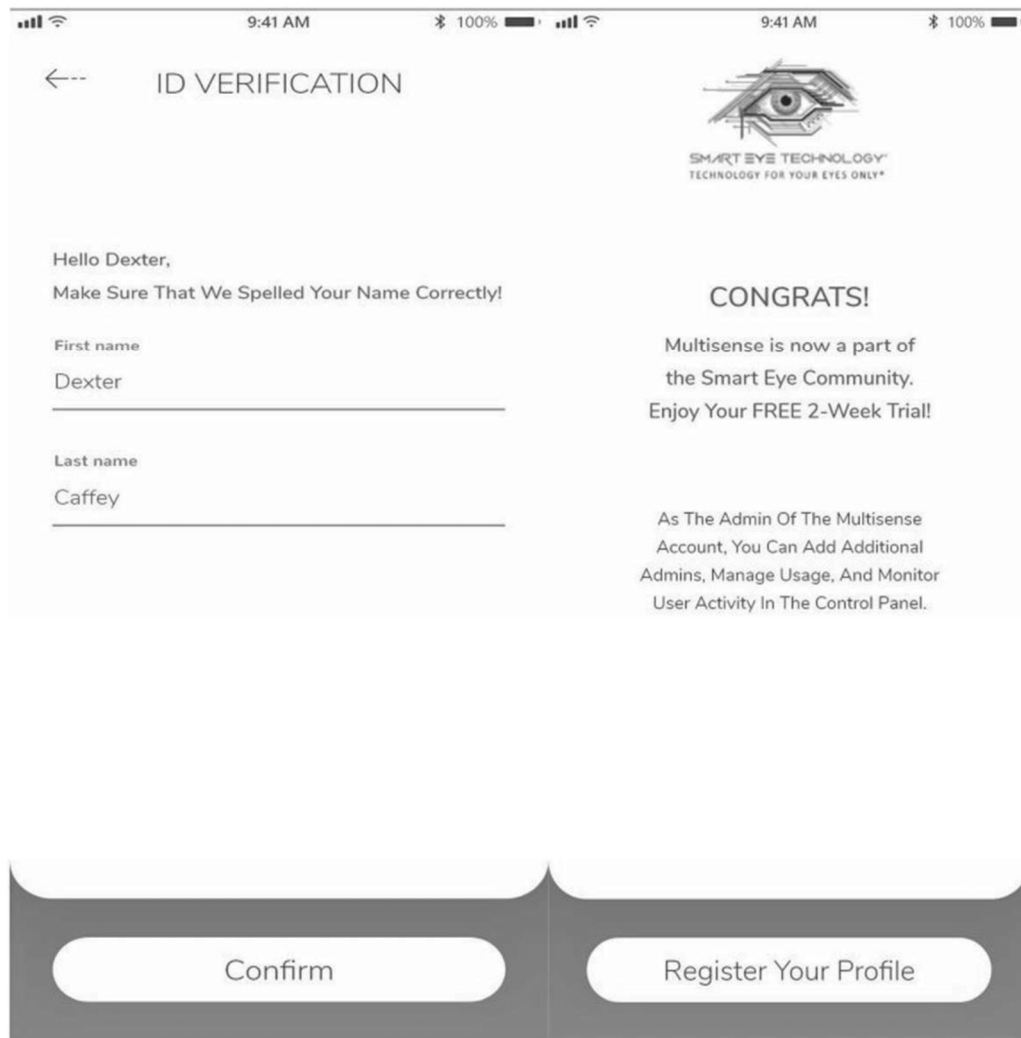 9:41 AM
100%
ID VERIFICATION
Hello Dexter,
Make Sure That We Spelled Your Name Correctly!
First name
Dexter
Last name
Caffey
Confirm
9:41 AM
100%
SMART EYE TECHNOLOGY
TECHNOLOGY FOR YOUR EYES ONLY®
CONGRATS!
Multisense is now a part of
the Smart Eye Community.
Enjoy Your FREE 2-Week Trial!
As The Admin Of The Multisense
Account, You Can Add Additional
Admins, Manage Usage, And Monitor
User Activity In The Control Panel.
Register Your Profile